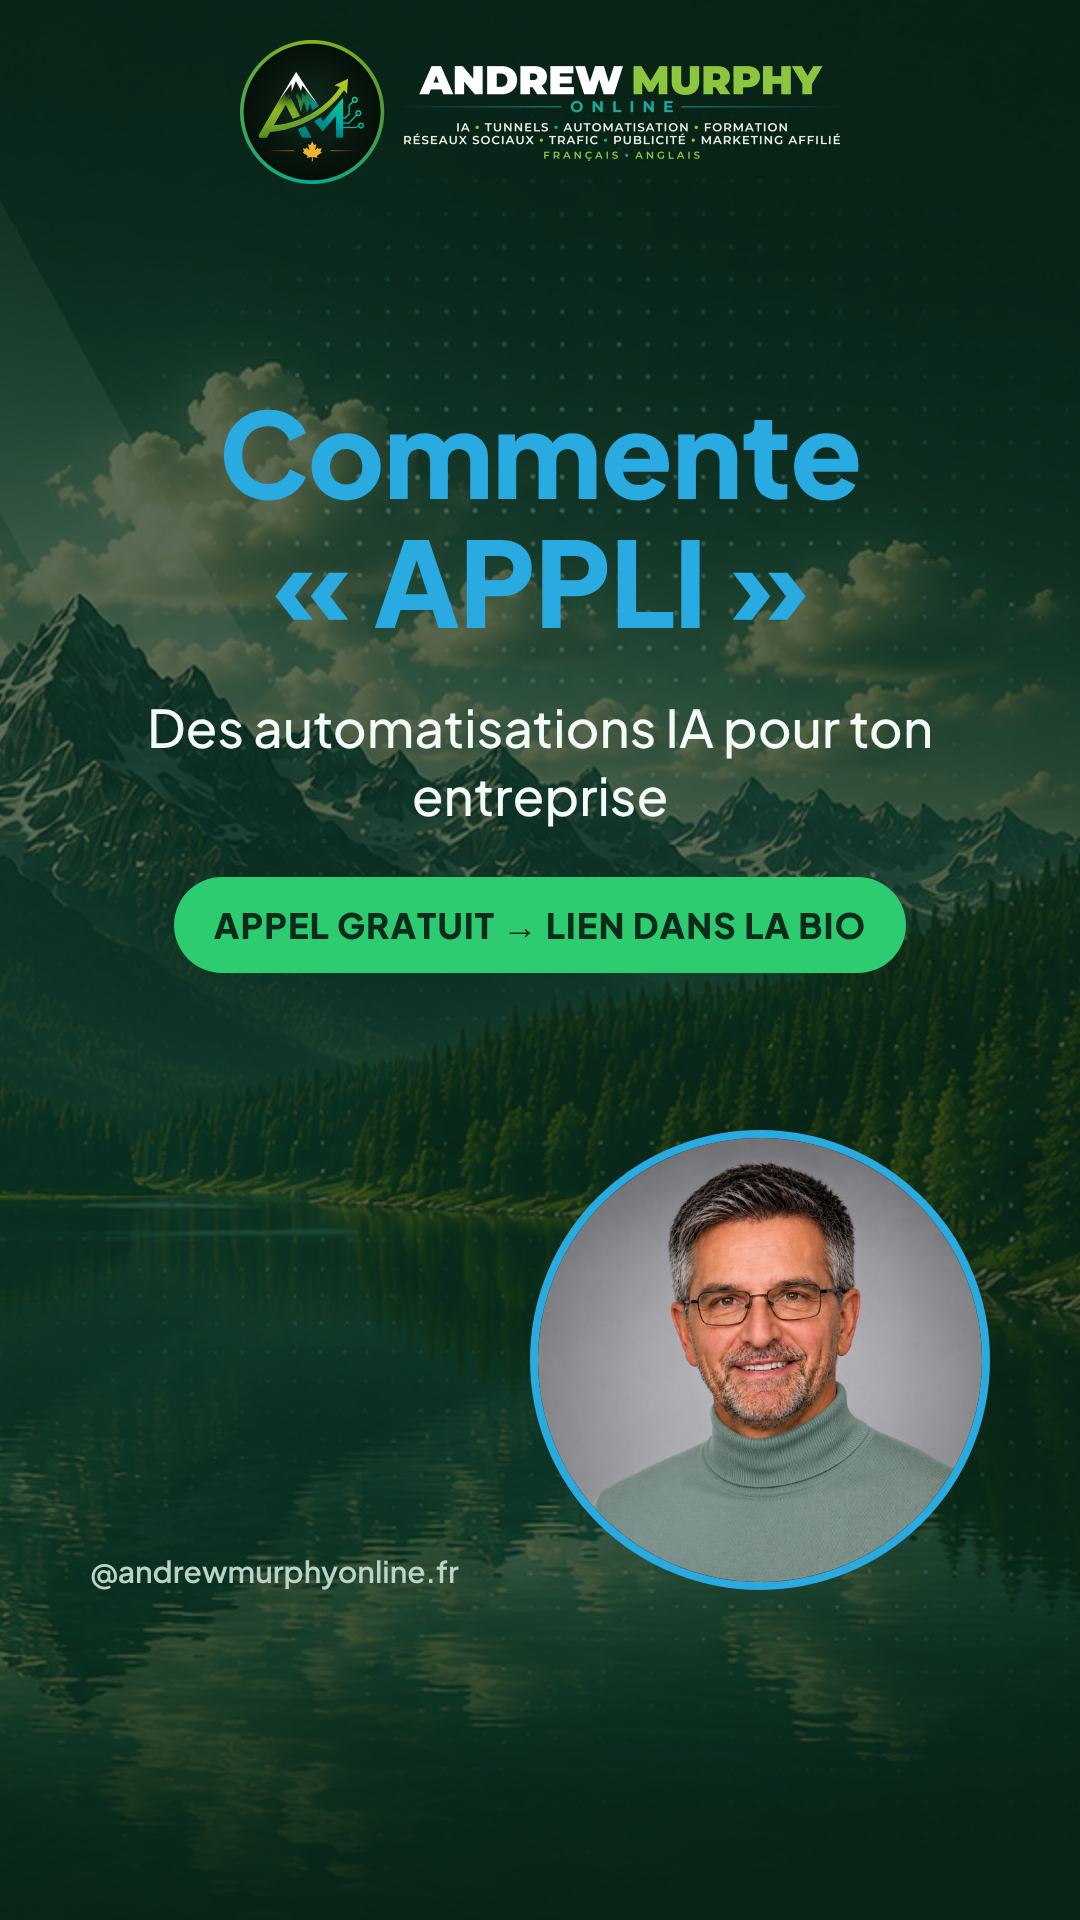 ANDREW MURPHY
ONLINE
IA • TUNNELS • AUTOMATISATION • FORMATION
RÉSEAUX SOCIAUX • TRAFIC • PUBLICITÉ • MARKETING AFFILIÉ
FRANÇAIS • ANGLAIS
Commente
« APPLI »
Des automatisations IA pour ton
entreprise
APPEL GRATUIT → LIEN DANS LA BIO
@andrewmurphyonline.fr